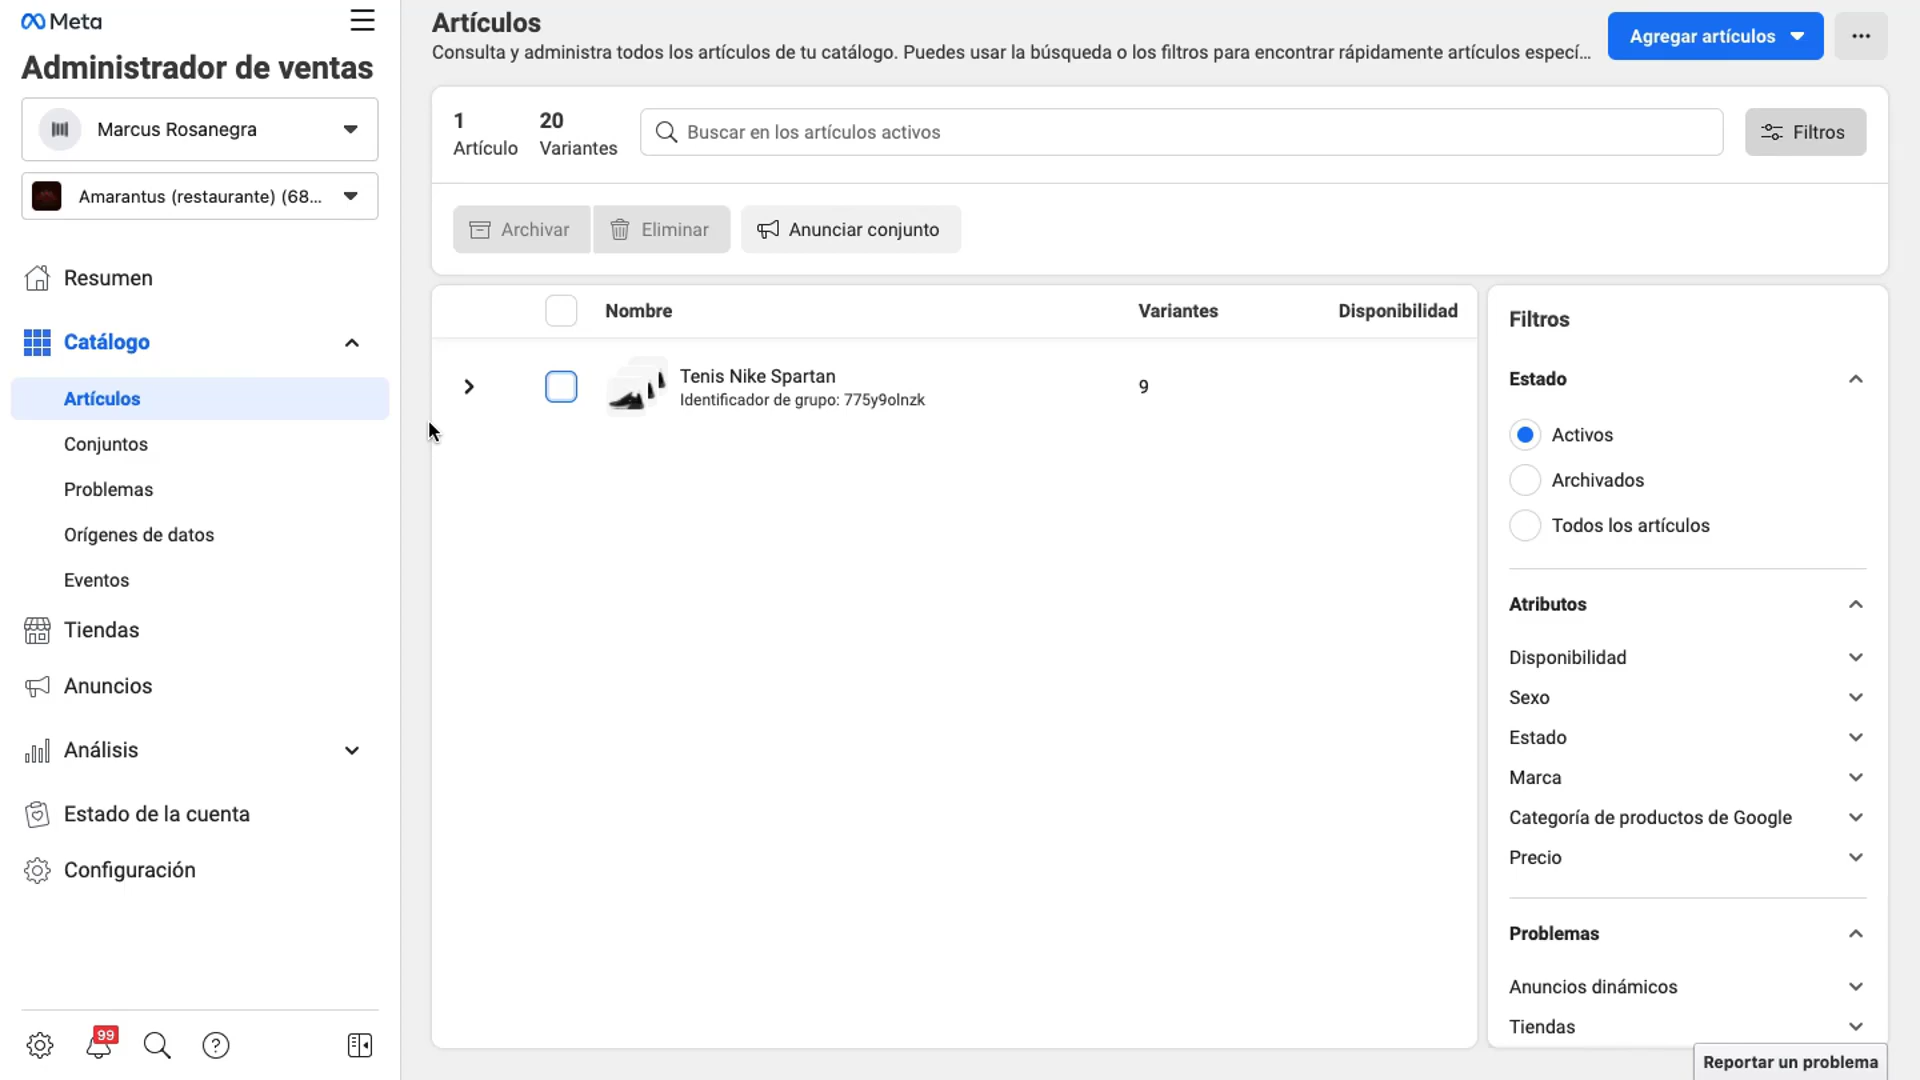 Meta
Administrador de ventas
Marcus Rosanegra
Amarantus (restaurante) (68...
Resumen
Catálogo
Artículos
Conjuntos
Problemas
Orígenes de datos
Eventos
Tiendas
Anuncios
Análisis
Estado de la cuenta
Configuración
99
Artículos
Consulta y administra todos los artículos de tu catálogo. Puedes usar la búsqueda o los filtros para encontrar rápidamente artículos especí...
Agregar artículos
1
Artículo
20
Variantes
Buscar en los artículos activos
Filtros
Archivar
Eliminar
Anunciar conjunto
Nombre
Variantes
Disponibilidad
Tenis Nike Spartan
9
Identificador de grupo: 775y9olnzk
Filtros
Estado
Activos
Archivados
Todos los artículos
Atributos
Disponibilidad
Sexo
Estado
Marca
Categoría de productos de Google
Precio
Problemas
Anuncios dinámicos
Tiendas
Reportar un problema